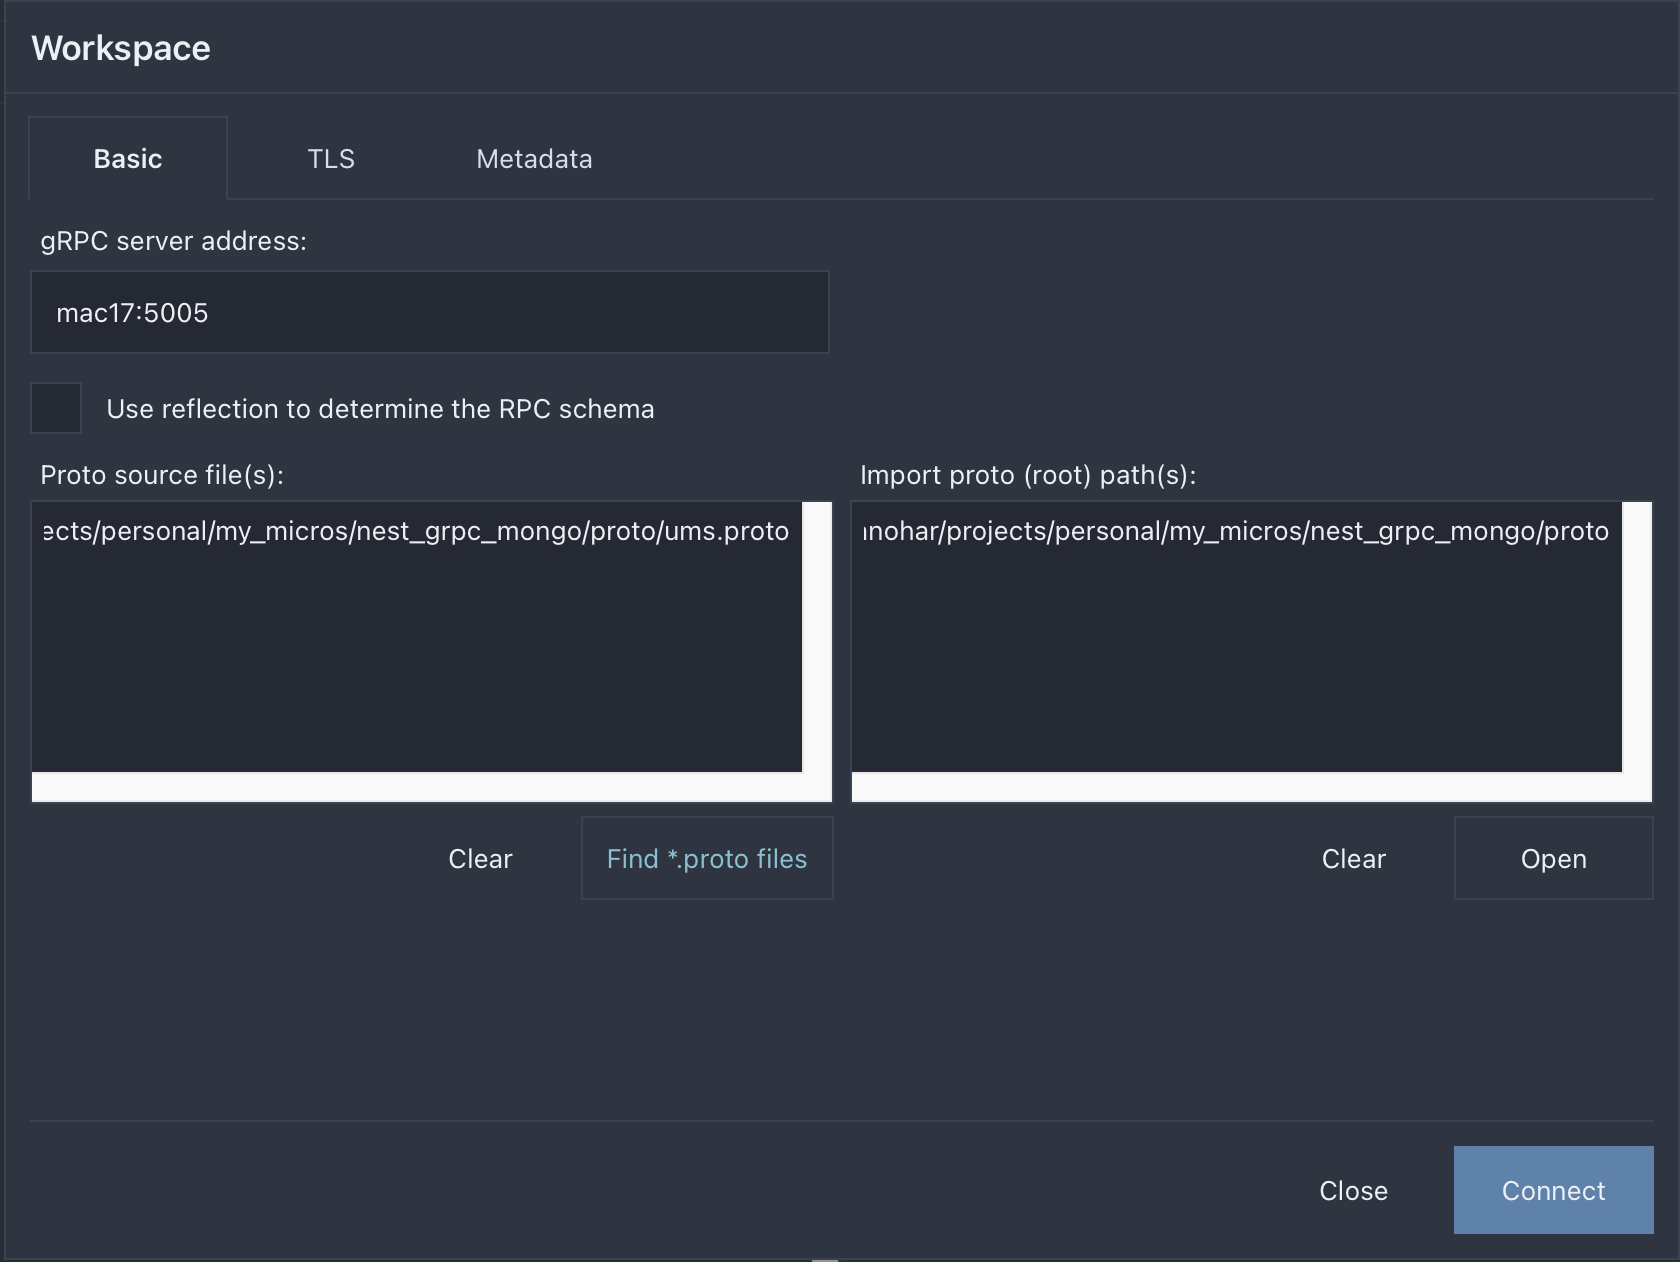 Workspace
Basic
TLS
Metadata
gRPC server address:
mac17:5005
Use reflection to determine the RPC schema
Proto source file(s):
ects/personal/my_micros/nest_grpc_mongo/proto/ums.proto
Import proto (root) path(s):
nohar/projects/personal/my_micros/nest_grpc_mongo/proto
Clear
Find *.proto files
Clear
Open
Close
Connect